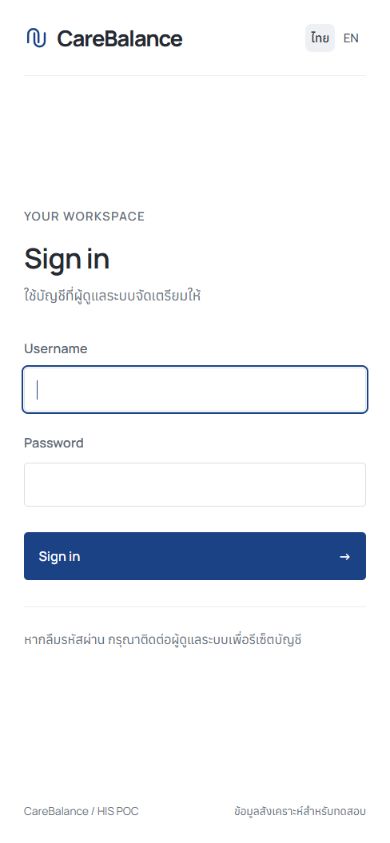 CareBalance
ไทย EN
YOUR WORKSPACE
Sign in
ใช้บัญชีที่ผู้ดูแลระบบจัดเตรียมให้
Username
Password
Sign in →
หากลืมรหัสผ่าน กรุณาติดต่อผู้ดูแลระบบเพื่อรีเซ็ตบัญชี
CareBalance / HIS POC
ข้อมูลสังเคราะห์สำหรับทดสอบ